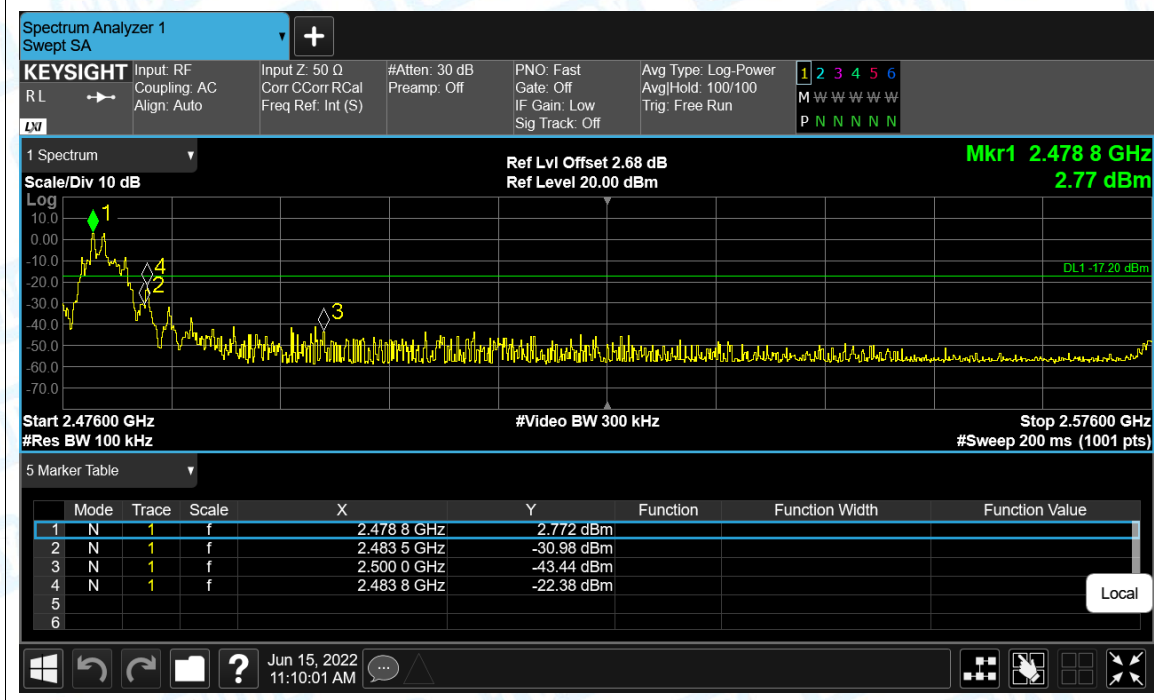 Spectrum Analyzer 1
Swept SA
+
KEYSIGHT Input: RF Input Z: 50 Ω #Atten: 30 dB PNO: Fast Avg Type: Log-Power 1 2 3 4 5 6
R L Coupling: AC Corr CCorr RCal Preamp: Off Gate: Off Avg|Hold: 100/100 M W W W W W
Align: Auto Freq Ref: Int (S) IF Gain: Low Trig: Free Run
LXI Sig Track: Off P N N N N N
1 Spectrum Ref Lvl Offset 2.68 dB Mkr1 2.478 8 GHz
Scale/Div 10 dB Ref Level 20.00 dBm 2.77 dBm
Log
10.0 1
0.00
-10.0 4 DL1 -17.20 dBm
-20.0 2
-30.0 3
-40.0
-50.0
-60.0
-70.0
Start 2.47600 GHz #Video BW 300 kHz Stop 2.57600 GHz
#Res BW 100 kHz #Sweep 200 ms (1001 pts)
5 Marker Table
Mode Trace Scale X Y Function Function Width Function Value
1 N 1 f 2.478 8 GHz 2.772 dBm
2 N 1 f 2.483 5 GHz -30.98 dBm
3 N 1 f 2.500 0 GHz -43.44 dBm
4 N 1 f 2.483 8 GHz -22.38 dBm
5
6
Local
? Jun 15, 2022
11:10:01 AM